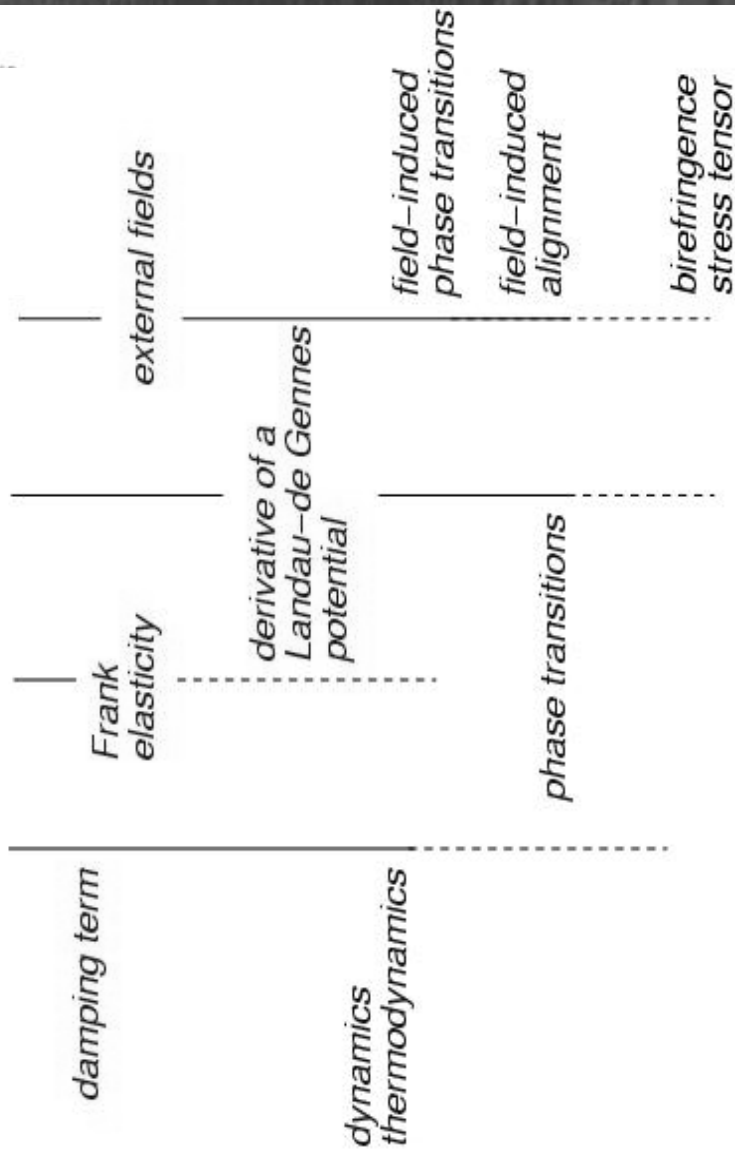 damping term
Frank
elasticity
external fields
derivative of a
Landau–de Gennes
potential
dynamics
thermodynamics
field–induced
phase transitions
field–induced
alignment
phase transitions
birefringence
stress tensor